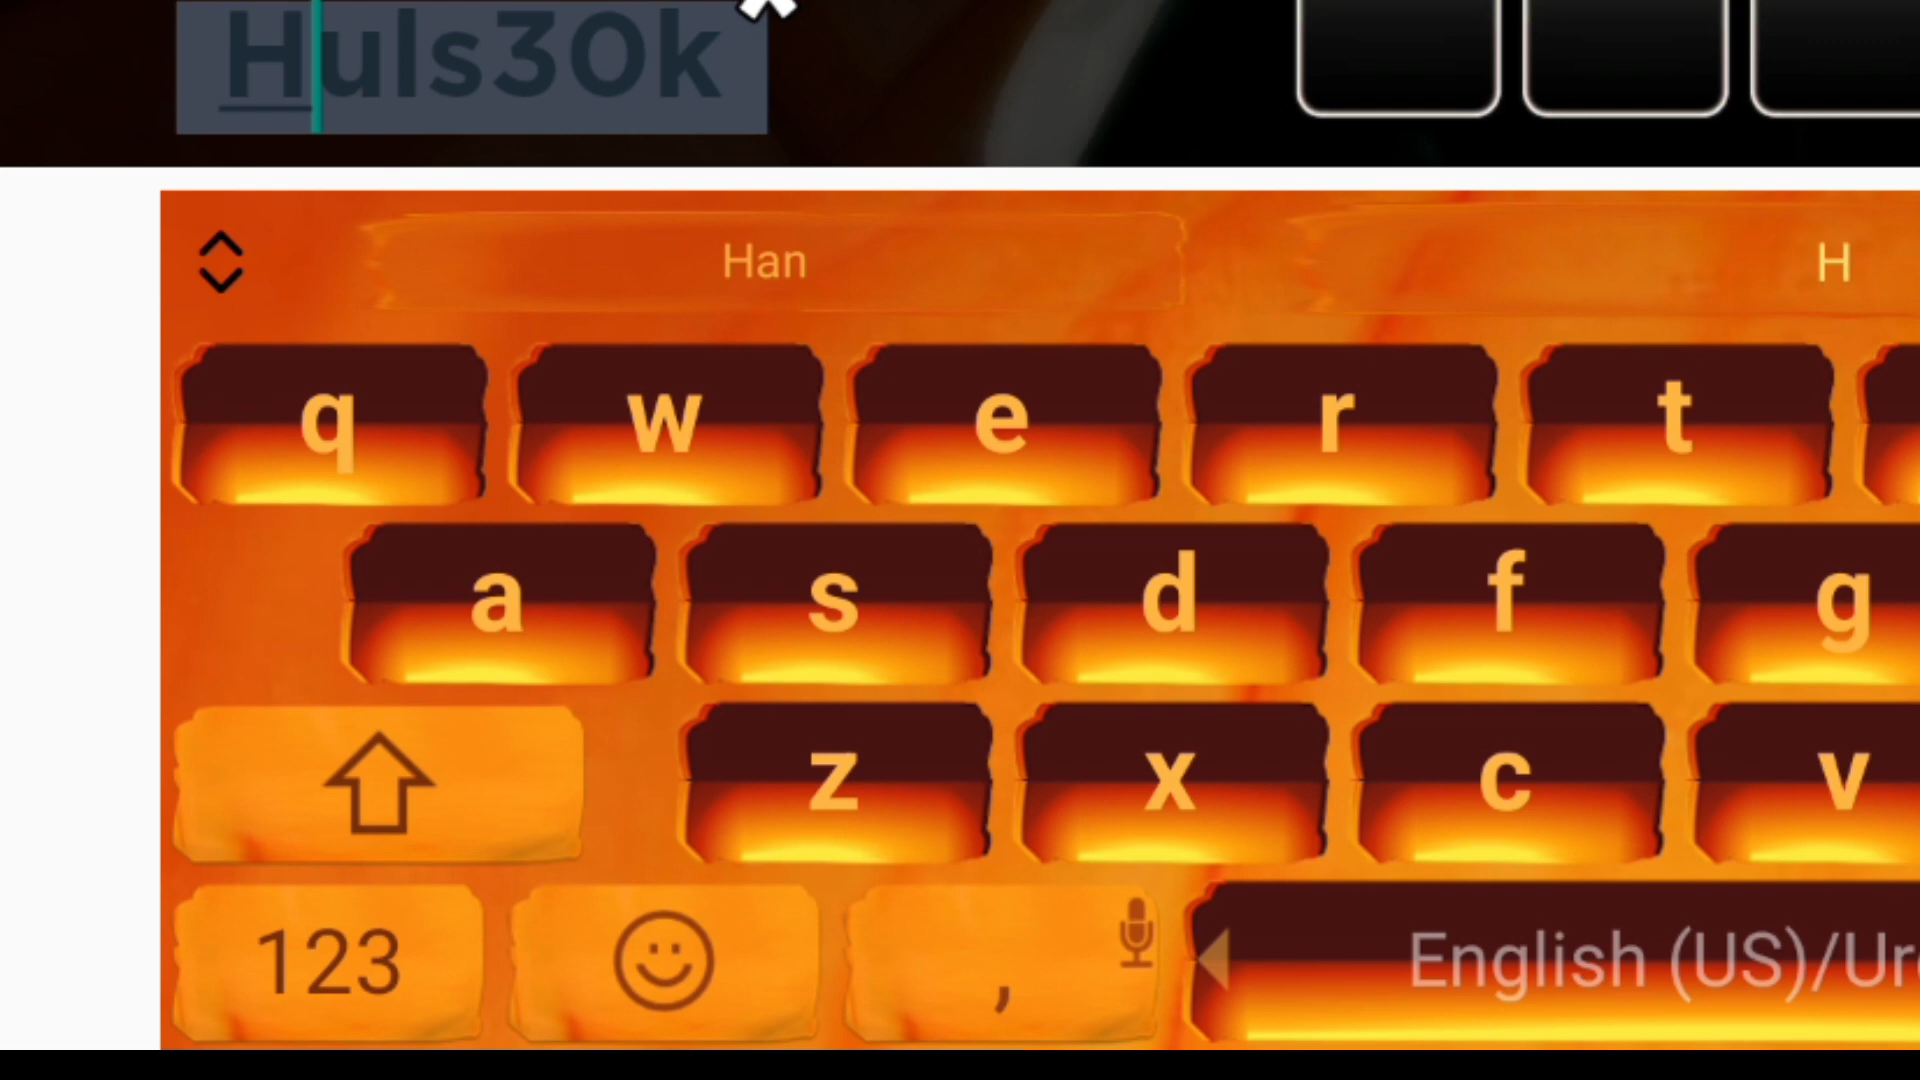 Huls30k
Han H
q w e r t
a s d f g
z x c v
123 , English (US)/Ur